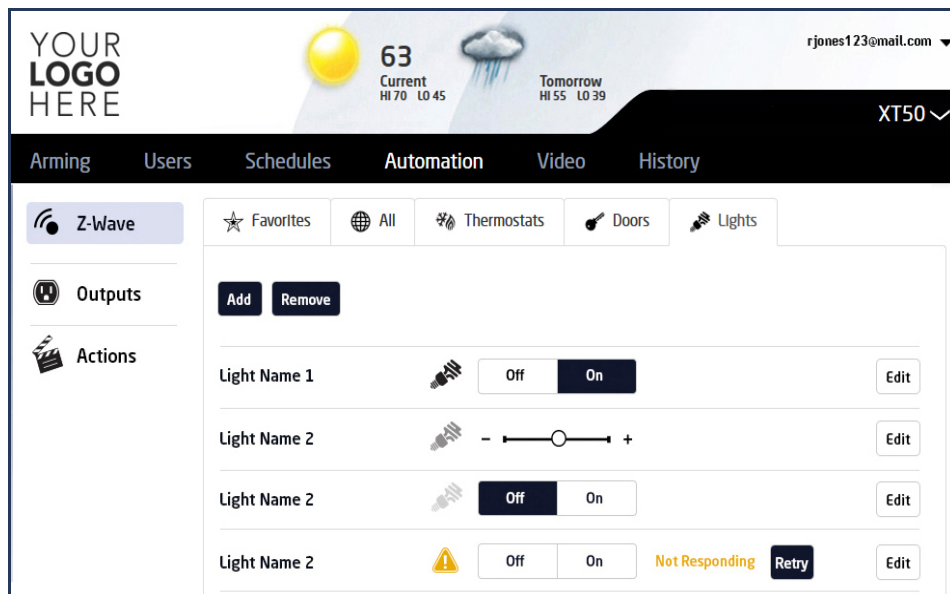 YOUR
LOGO
HERE
63
Current
HI 70 LO 45
Tomorrow
HI 55 LO 39
rjones123@mail.com
XT50
Arming Users Schedules Automation Video History
Z-Wave
Outputs
Actions
Favorites All Thermostats Doors Lights
Add Remove
Light Name 1 Off On Edit
Light Name 2 - + Edit
Light Name 2 Off On Edit
Light Name 2 Off On Not Responding Retry Edit